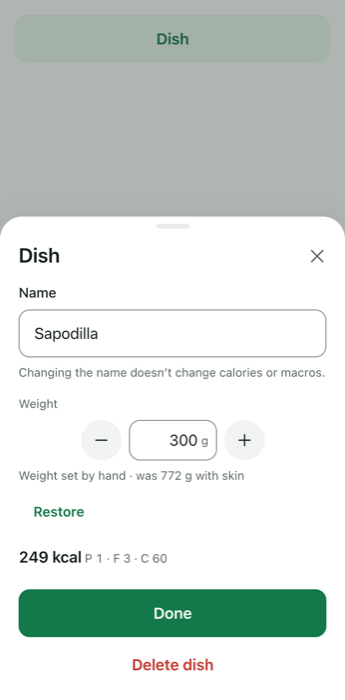 Dish
Dish
Name
Sapodilla
Changing the name doesn’t change calories or macros.
Weight
− 300 g +
Weight set by hand · was 772 g with skin
Restore
249 kcal P 1 · F 3 · C 60
Done
Delete dish